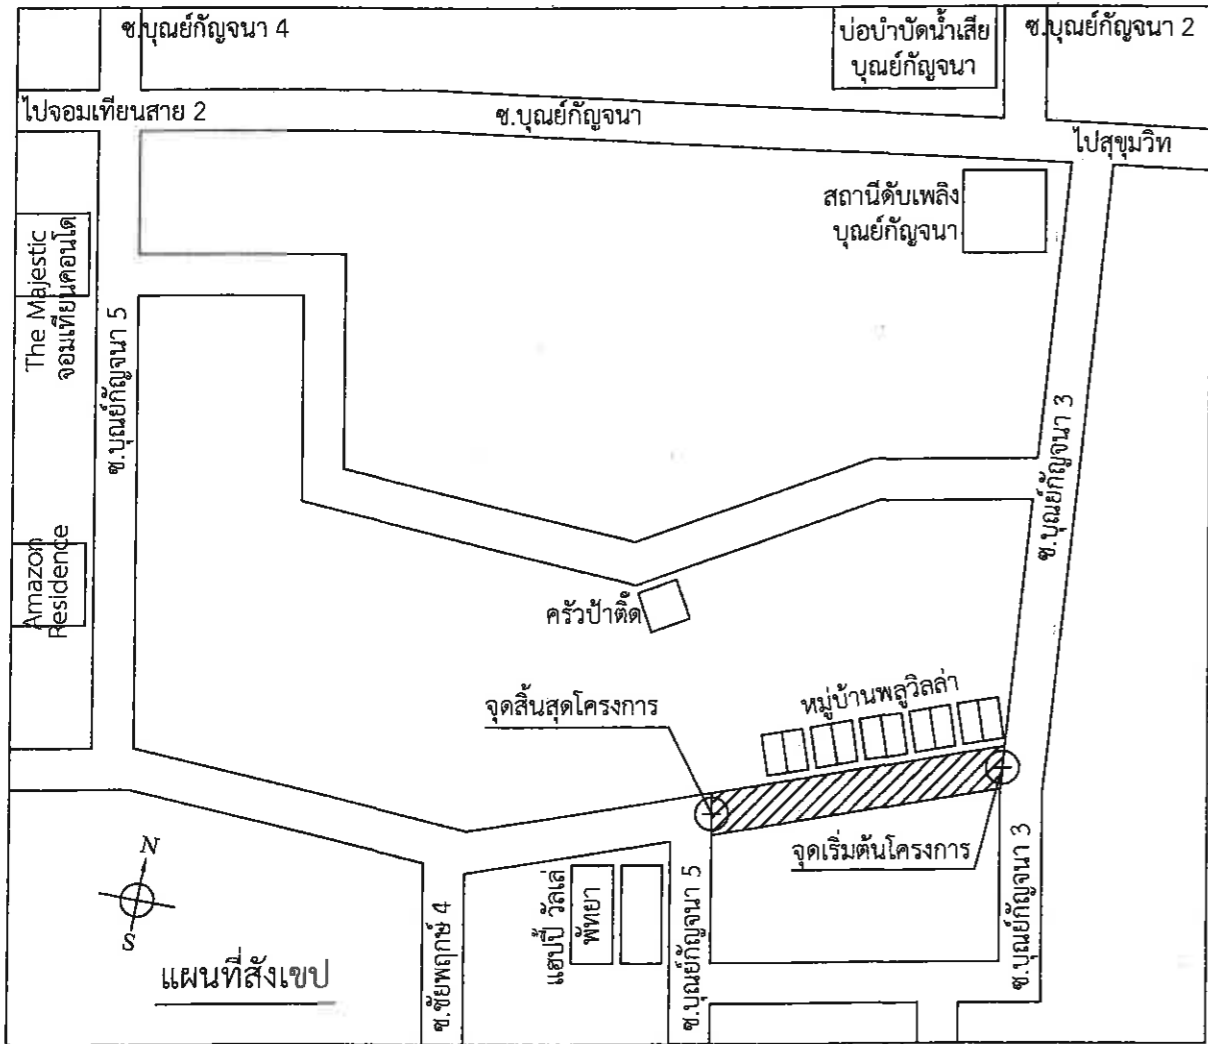 ซ.บุณย์กัญจนา 4
บ่อบำบัดน้ำเสีย
บุณย์กัญจนา
ซ.บุณย์กัญจนา 2
ไปจอมเทียนสาย 2
ซ.บุณย์กัญจนา
ไปสุขุมวิท
สถานีดับเพลิง
บุณย์กัญจนา
The Majestic
จอมเทียนคอนโด
ซ.บุณย์กัญจนา 5
ซ.บุณย์กัญจนา 3
Amazon
Residence
ครัวป้าติ๊ด
จุดสิ้นสุดโครงการ
หมู่บ้านพลูวิลล่า
จุดเริ่มต้นโครงการ
N
S
แผนที่สังเขป
ซ.ชัยพฤกษ์ 4
แฮปปี้ วัลเล่
พัทยา
ซ.บุณย์กัญจนา 5
ซ.บุณย์กัญจนา 3